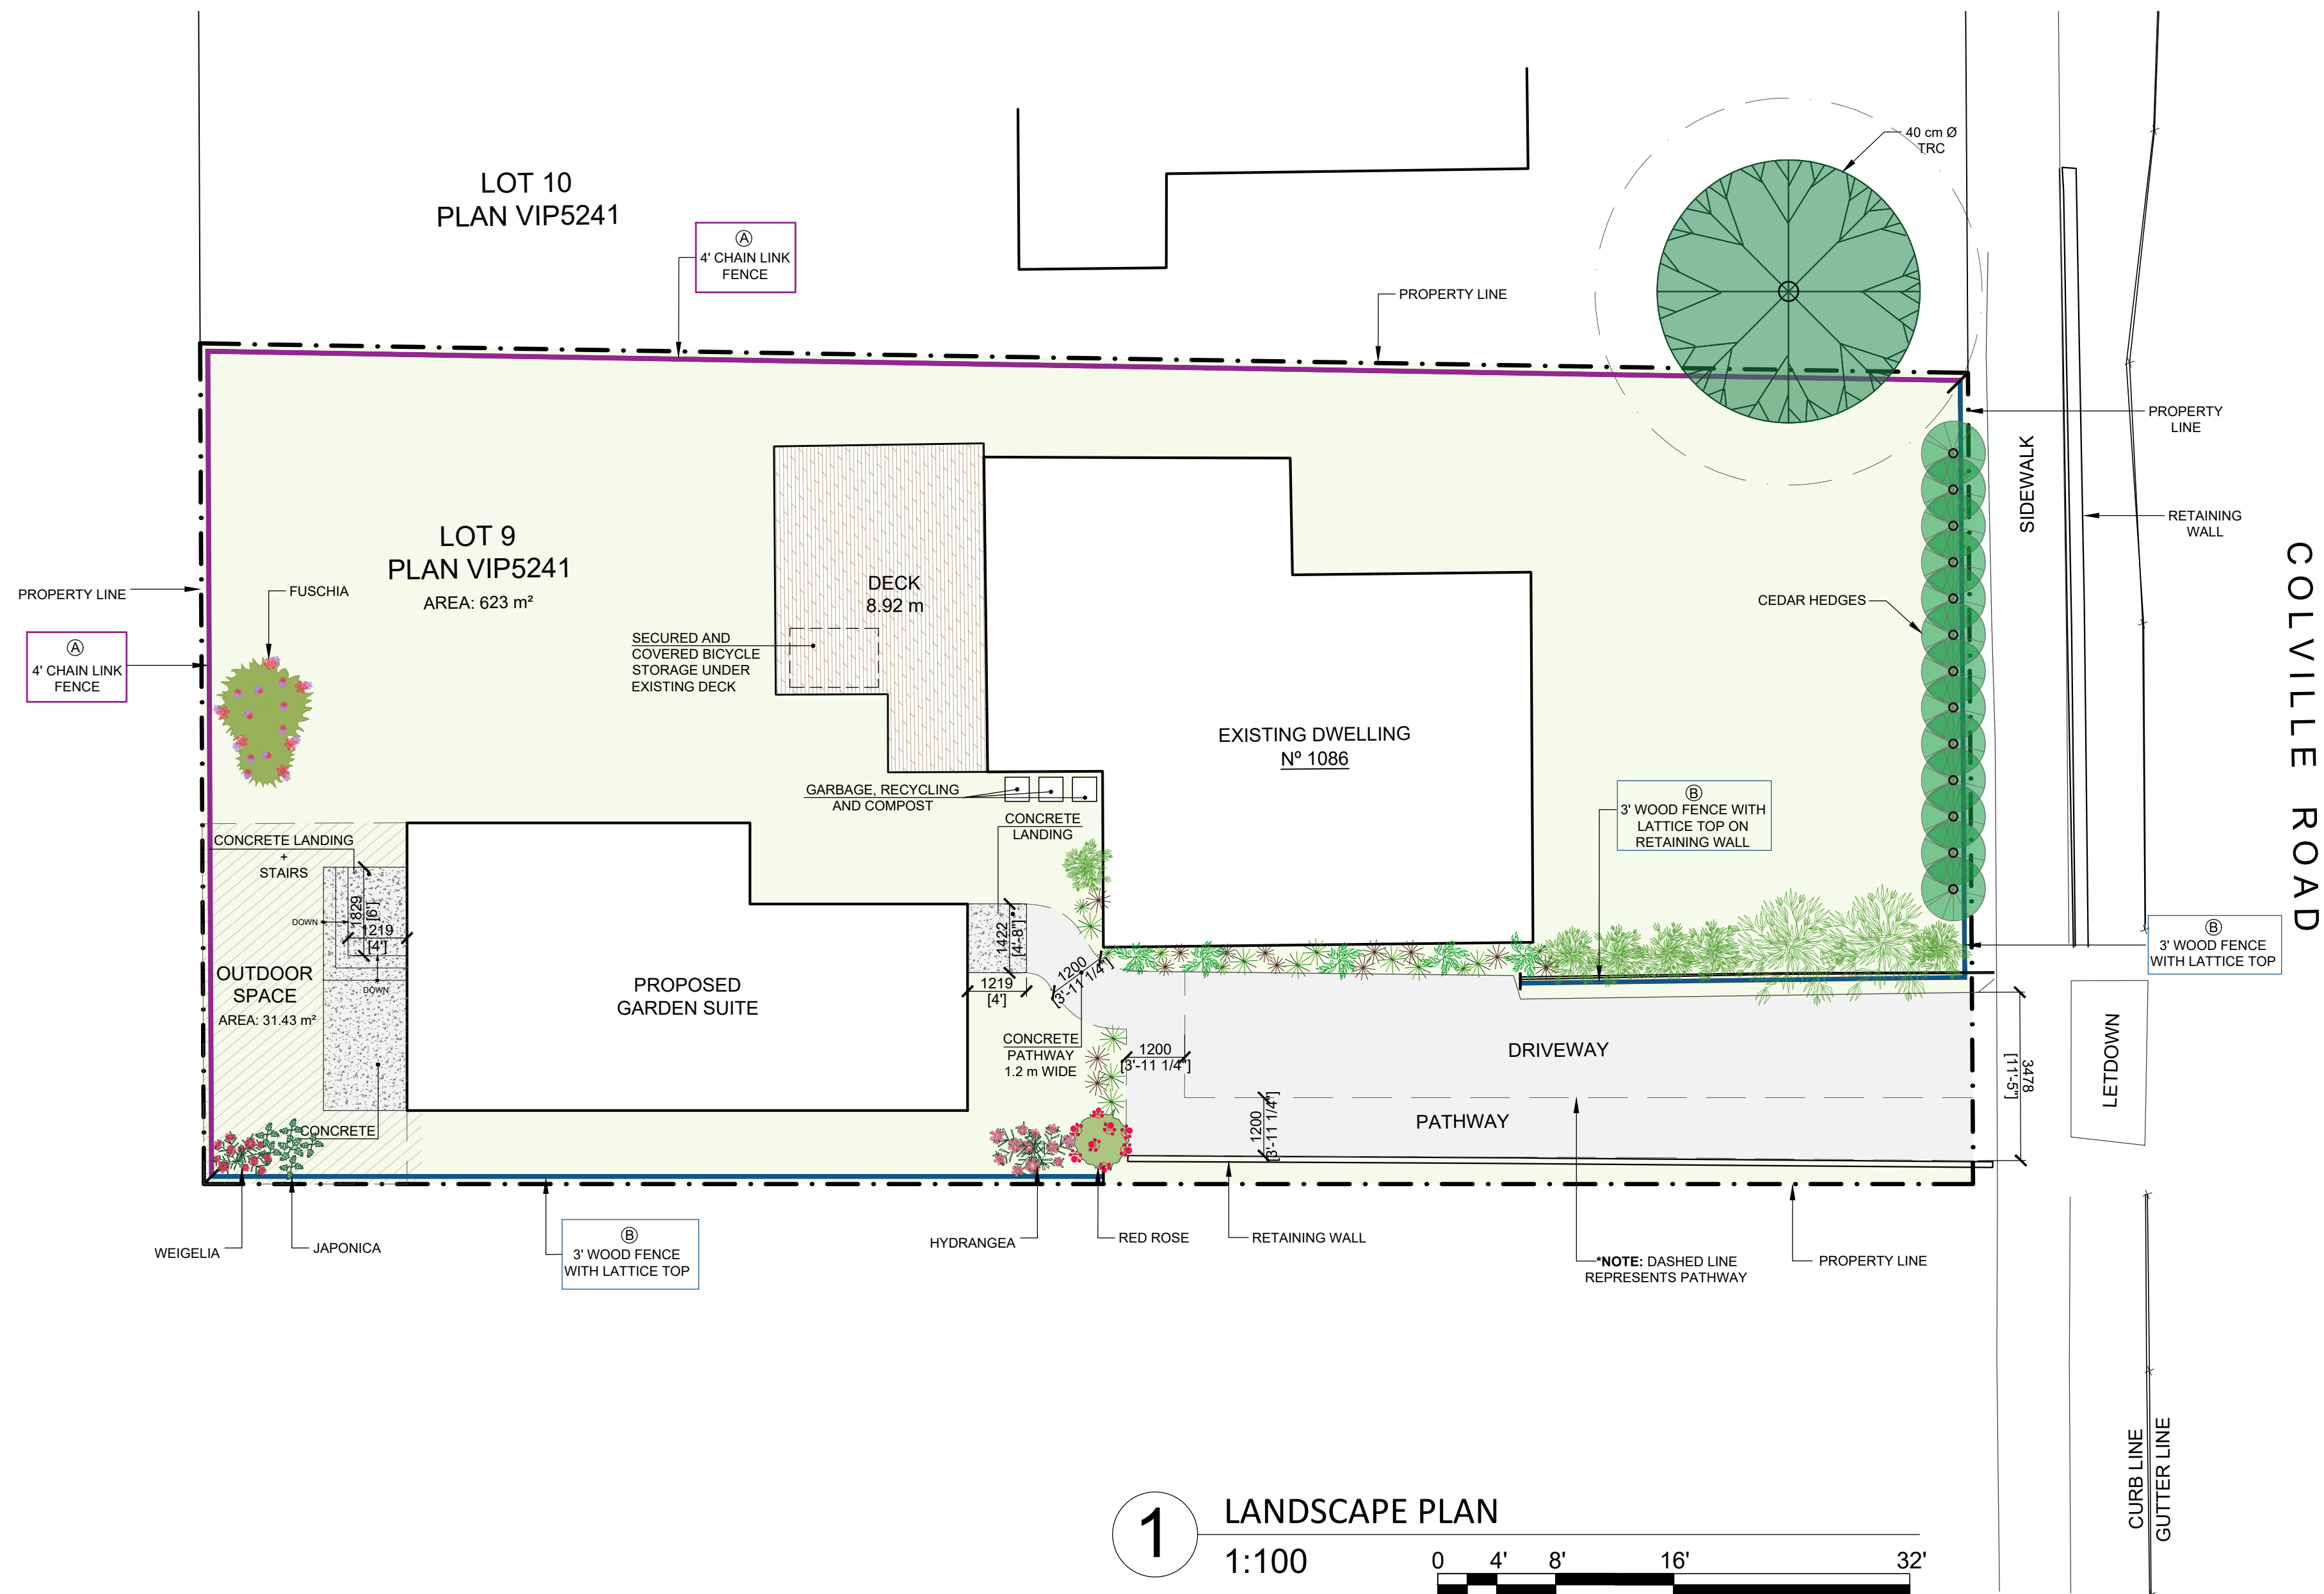 LOT 10
PLAN VIP5241
A
4' CHAIN LINK
FENCE
PROPERTY LINE
40 cm Ø
TRC
PROPERTY
LINE
SIDEWALK
RETAINING
WALL
COLVILLE ROAD
LOT 9
PLAN VIP5241
AREA: 623 m²
PROPERTY LINE
FUSCHIA
A
4' CHAIN LINK
FENCE
DECK
8.92 m
SECURED AND
COVERED BICYCLE
STORAGE UNDER
EXISTING DECK
CEDAR HEDGES
EXISTING DWELLING
Nº 1086
GARBAGE, RECYCLING
AND COMPOST
CONCRETE
LANDING
B
3' WOOD FENCE WITH
LATTICE TOP ON
RETAINING WALL
CONCRETE LANDING
+
STAIRS
DOWN
1829
[6']
1219
[4']
DOWN
OUTDOOR
SPACE
AREA: 31.43 m²
PROPOSED
GARDEN SUITE
1422
[4'-8"]
1219
[4']
1200
[3'-11 1/4"]
CONCRETE
PATHWAY
1.2 m WIDE
1200
[3'-11 1/4"]
DRIVEWAY
PATHWAY
1200
[3'-11 1/4"]
3478
[11'-5"]
LETDOWN
B
3' WOOD FENCE
WITH LATTICE TOP
CONCRETE
WEIGELIA
JAPONICA
B
3' WOOD FENCE
WITH LATTICE TOP
HYDRANGEA
RED ROSE
RETAINING WALL
*NOTE: DASHED LINE
REPRESENTS PATHWAY
PROPERTY LINE
CURB LINE
GUTTER LINE
1
LANDSCAPE PLAN
1:100
0 4' 8' 16' 32'